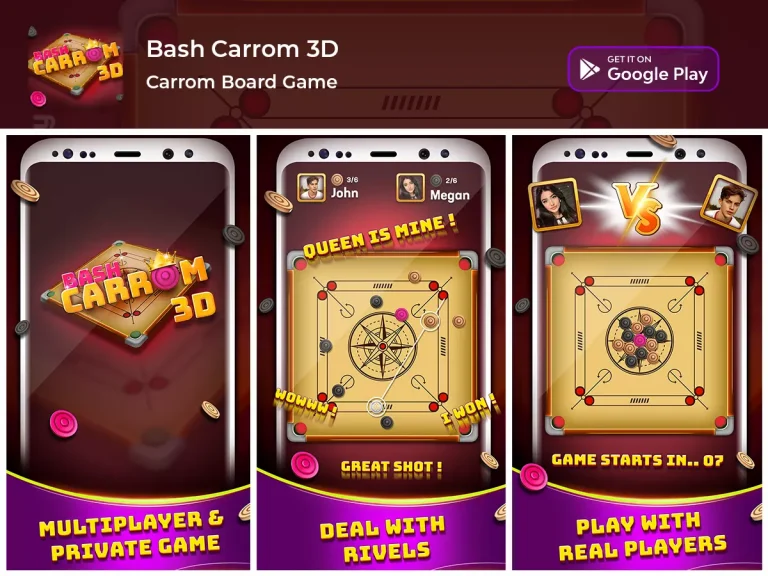 BASH
CARROM
3D
Bash Carrom 3D
Carrom Board Game
GET IT ON
Google Play
BASH
CARROM
3D
MULTIPLAYER &
PRIVATE GAME
3/6
John
2/6
Megan
QUEEN IS MINE !
WOWWW !
I WON !
GREAT SHOT !
DEAL WITH
RIVELS
VS
GAME STARTS IN.. 07
PLAY WITH
REAL PLAYERS